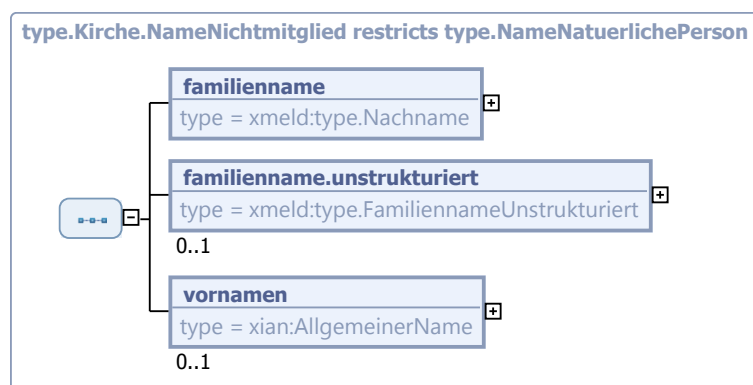 type.Kirche.NameNichtmitglied restricts type.NameNatuerlichePerson
familienname
type = xmeld:type.Nachname
familienname.unstrukturiert
type = xmeld:type.FamiliennameUnstrukturiert
0..1
vornamen
type = xian:AllgemeinerName
0..1